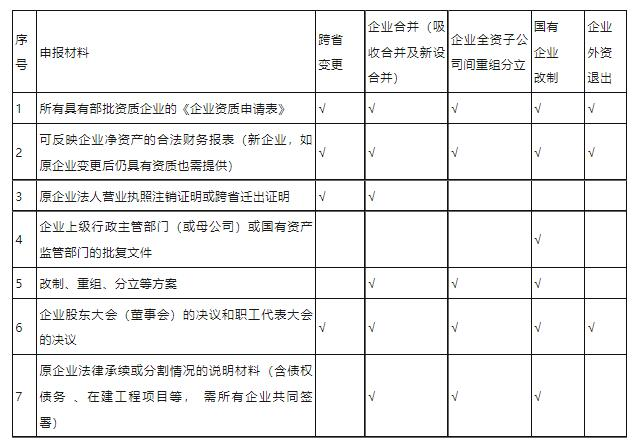 序号 申报材料 跨省变更 企业合并（吸收合并及新设合并） 企业全资子公司间重组分立 国有企业改制 企业外资退出
1 所有具有部批资质企业的《企业资质申请表》 √ √ √ √ √
2 可反映企业净资产的合法财务报表（新企业，如
原企业变更后仍具有资质也需提供） √ √ √ √ √
3 原企业法人营业执照注销证明或跨省迁出证明 √ √
4 企业上级行政主管部门（或母公司）或国有资产
监管部门的批复文件 √
5 改制、重组、分立等方案 √ √ √
6 企业股东大会（董事会）的决议和职工代表大会
的决议 √ √ √ √ √
7 原企业法律承续或分割情况的说明材料（含债权
债务 、在建工程项目等， 需所有企业共同签
署） √ √ √